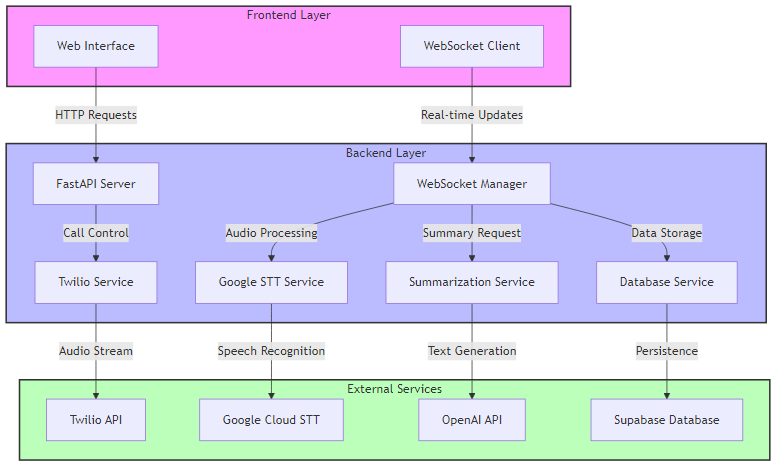 Frontend Layer
Web Interface
WebSocket Client
HTTP Requests
Real-time Updates
Backend Layer
FastAPI Server
WebSocket Manager
Call Control
Audio Processing
Summary Request
Data Storage
Twilio Service
Google STT Service
Summarization Service
Database Service
Audio Stream
Speech Recognition
Text Generation
Persistence
External Services
Twilio API
Google Cloud STT
OpenAI API
Supabase Database